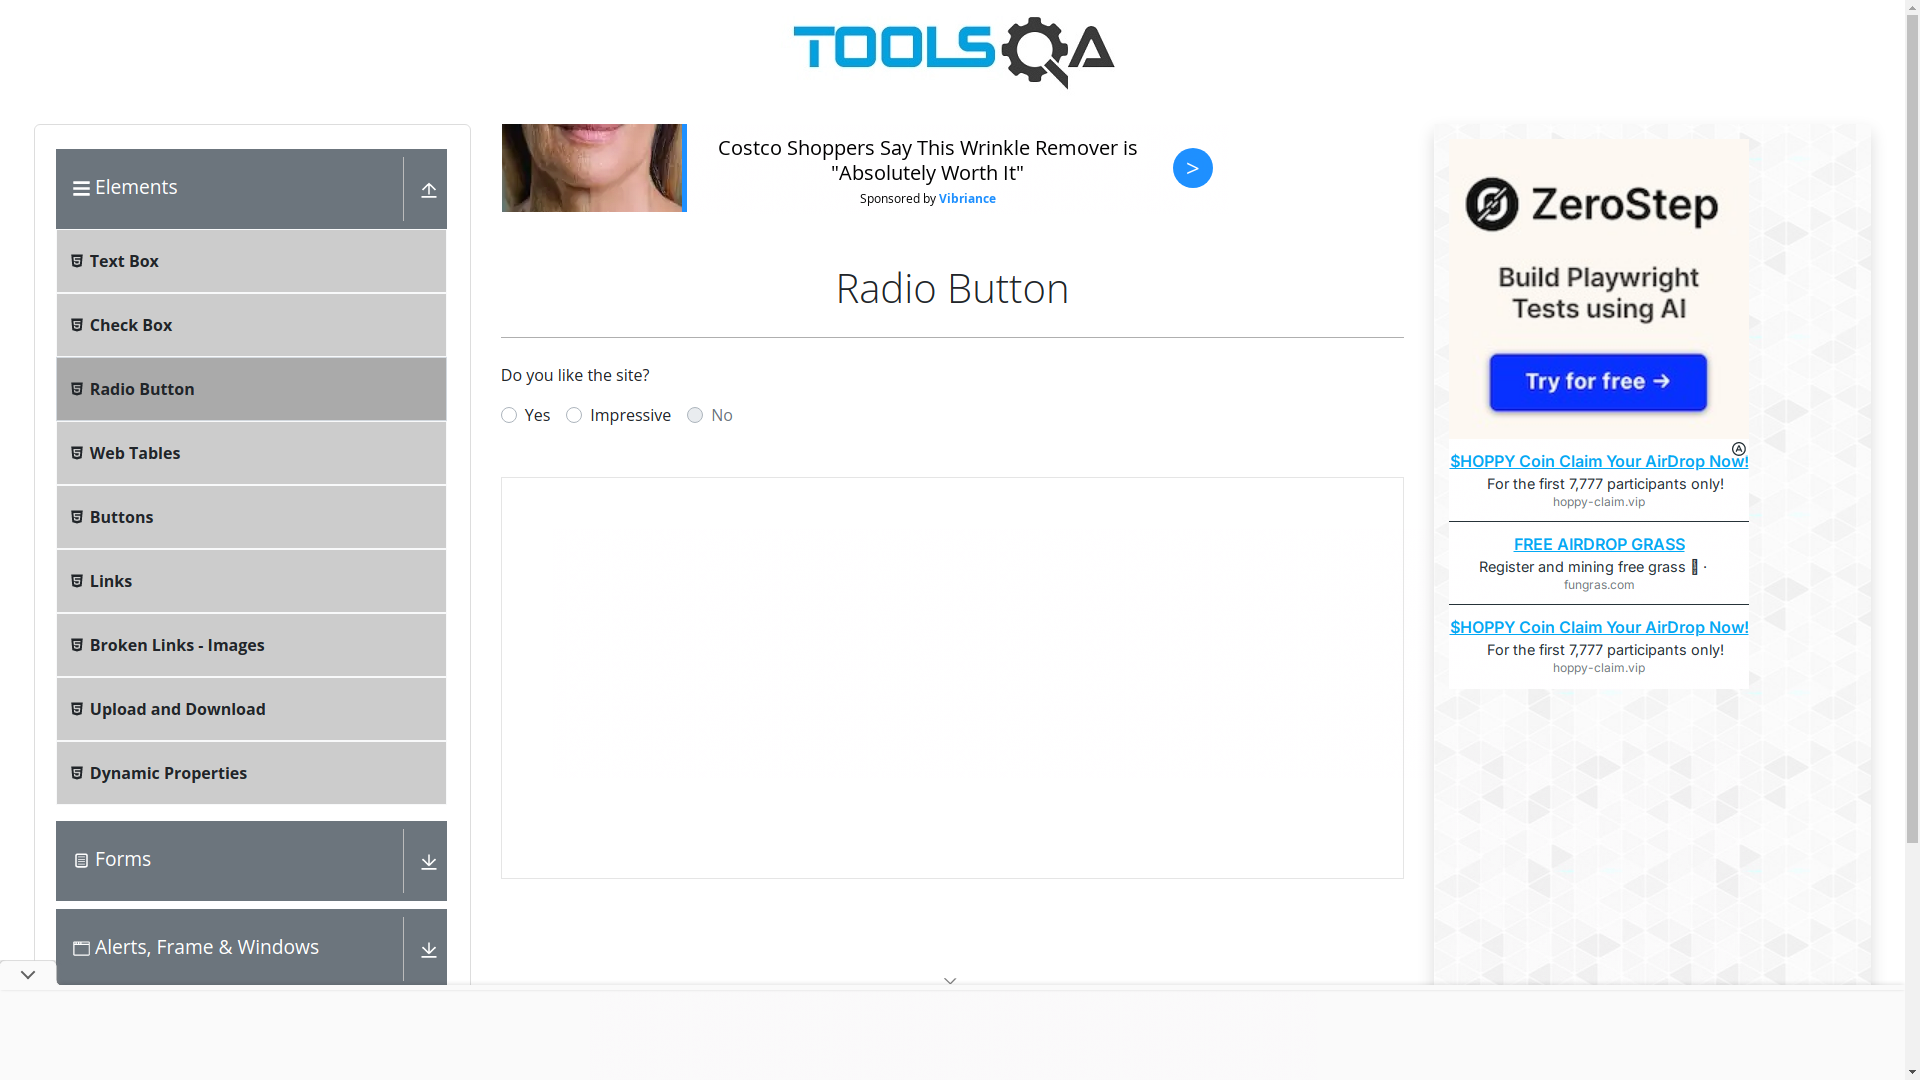 TOOLSQA
Elements
Text Box
Check Box
Radio Button
Web Tables
Buttons
Links
Broken Links - Images
Upload and Download
Dynamic Properties
Forms
Alerts, Frame & Windows
Costco Shoppers Say This Wrinkle Remover is
"Absolutely Worth It"
Sponsored by Vibriance
>
Radio Button
Do you like the site?
Yes Impressive No
ZeroStep
Build Playwright
Tests using AI
Try for free →
$HOPPY Coin Claim Your AirDrop Now!
For the first 7,777 participants only!
hoppy-claim.vip
FREE AIRDROP GRASS
Register and mining free grass ·
fungras.com
$HOPPY Coin Claim Your AirDrop Now!
For the first 7,777 participants only!
hoppy-claim.vip